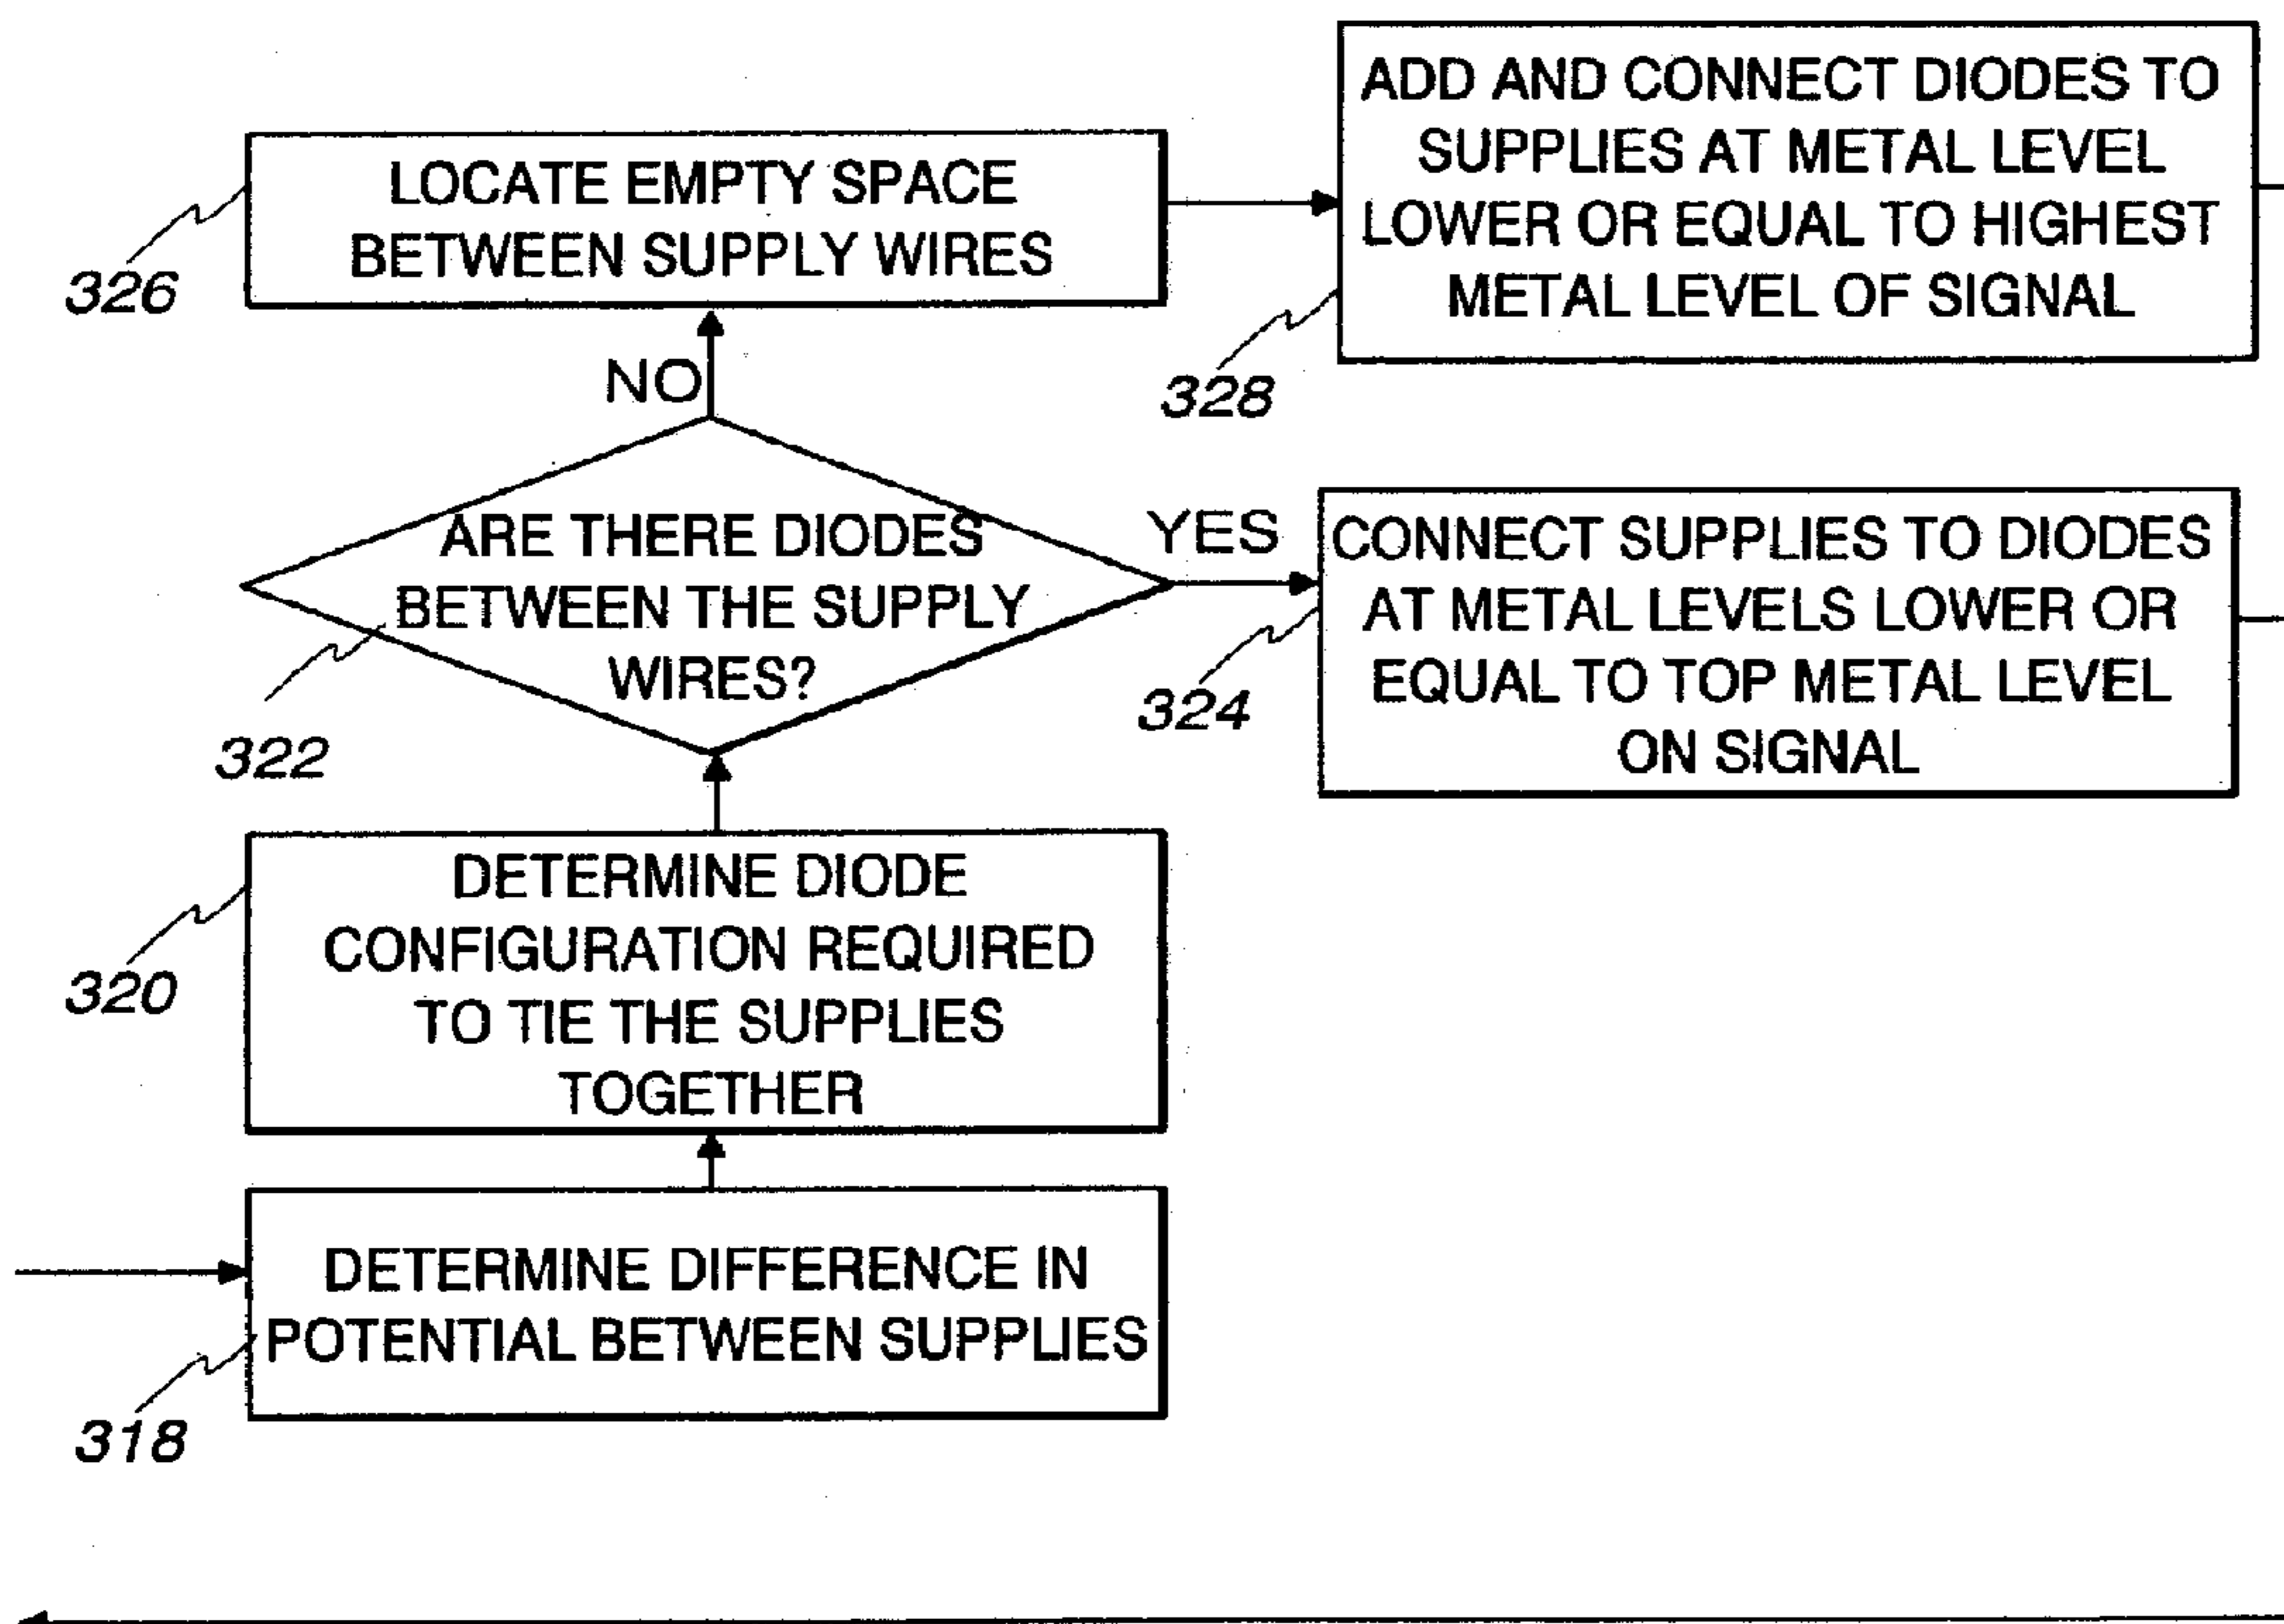 LOCATE EMPTY SPACE
BETWEEN SUPPLY WIRES
326
ADD AND CONNECT DIODES TO
SUPPLIES AT METAL LEVEL
LOWER OR EQUAL TO HIGHEST
METAL LEVEL OF SIGNAL
328
NO
ARE THERE DIODES
BETWEEN THE SUPPLY
WIRES?
322
YES
CONNECT SUPPLIES TO DIODES
AT METAL LEVELS LOWER OR
EQUAL TO TOP METAL LEVEL
ON SIGNAL
324
DETERMINE DIODE
CONFIGURATION REQUIRED
TO TIE THE SUPPLIES
TOGETHER
320
DETERMINE DIFFERENCE IN
POTENTIAL BETWEEN SUPPLIES
318